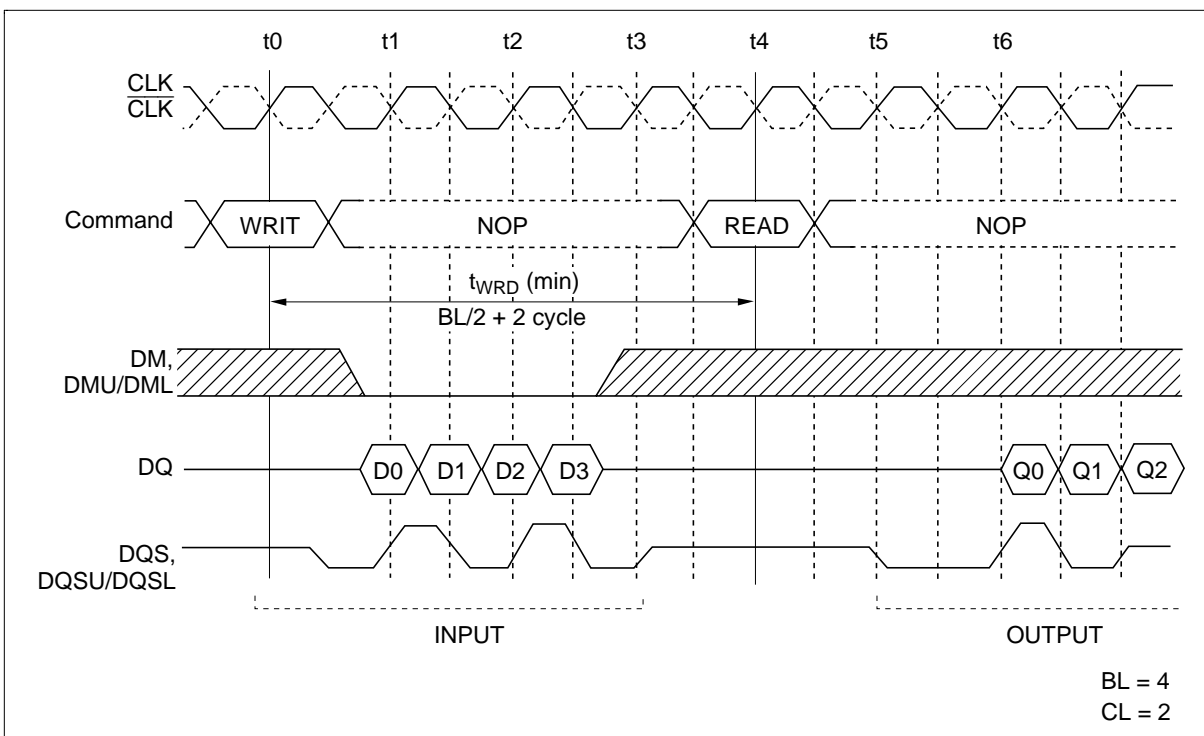 t0 t1 t2 t3 t4 t5 t6
CLK
CLK
Command WRIT NOP READ NOP
tWRD (min)
BL/2 + 2 cycle
DM,
DMU/DML
DQ D0 D1 D2 D3 Q0 Q1 Q2
DQS,
DQSU/DQSL
INPUT OUTPUT
BL = 4
CL = 2